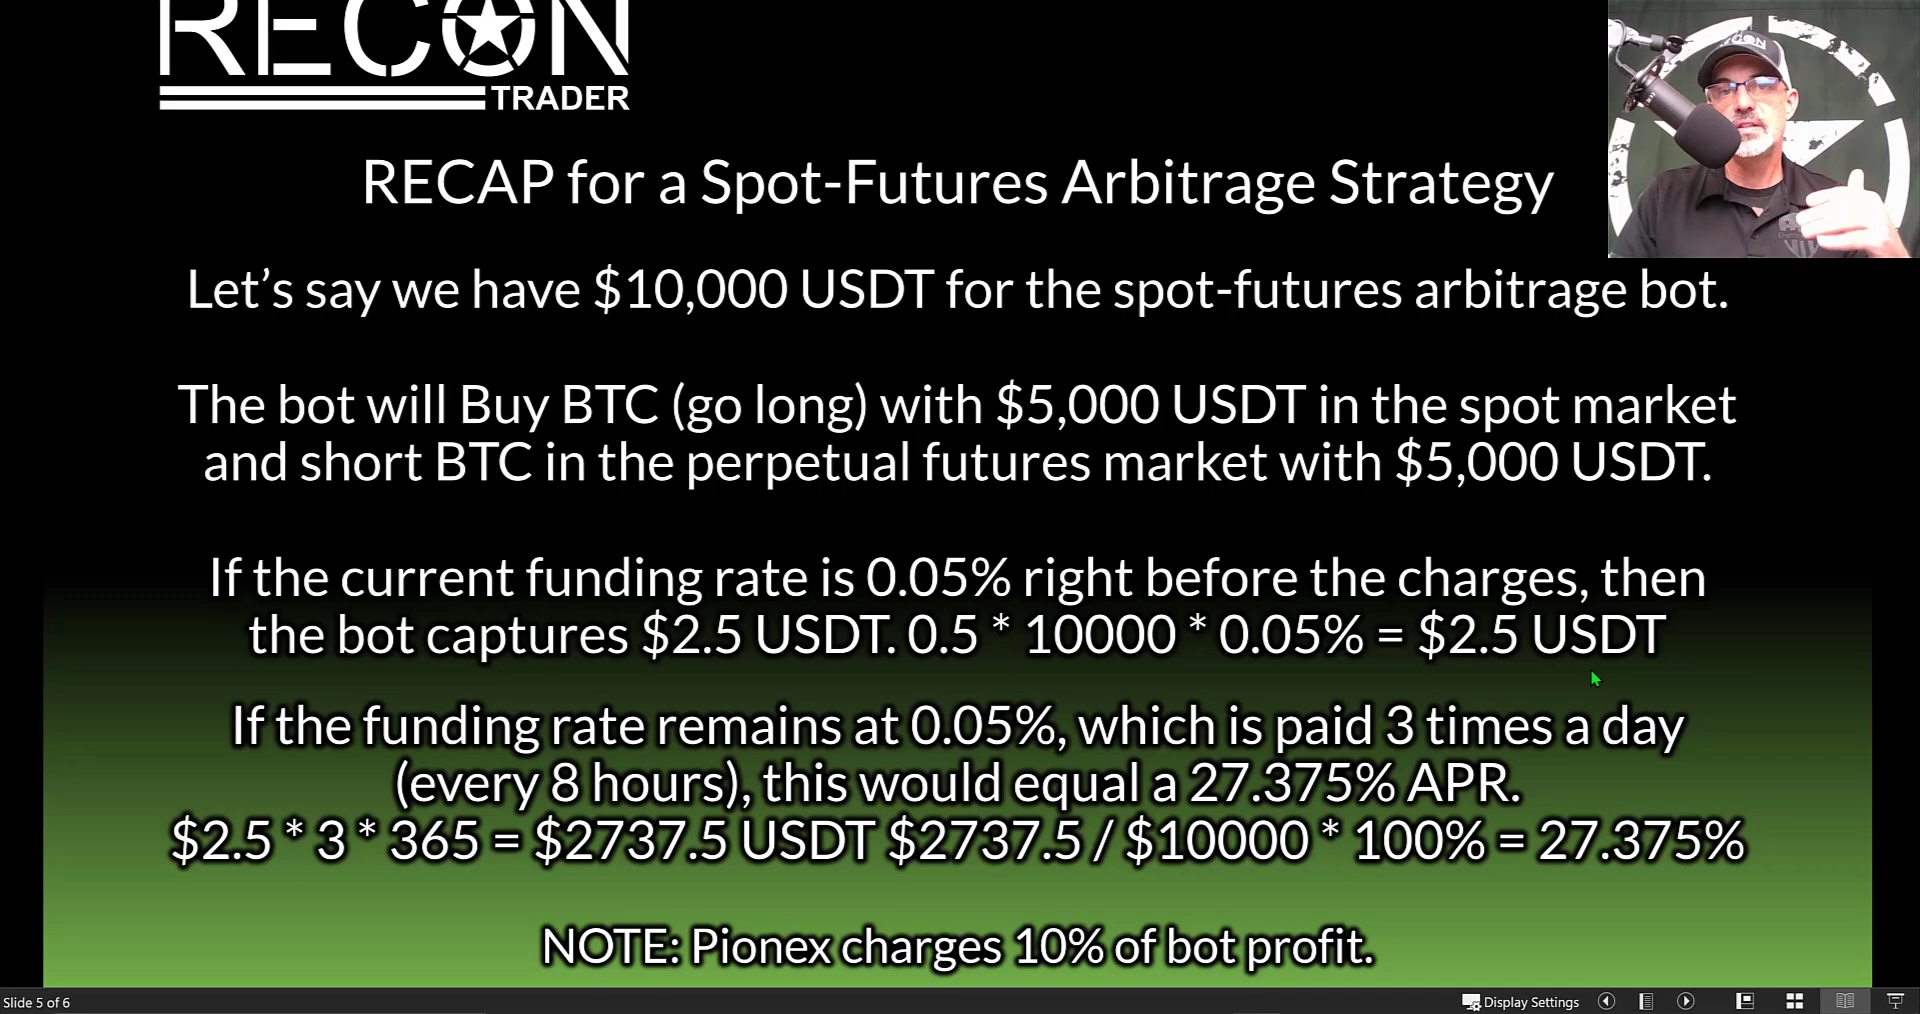 RECON
TRADER
RECAP for a Spot-Futures Arbitrage Strategy
Let’s say we have $10,000 USDT for the spot-futures arbitrage bot.
The bot will Buy BTC (go long) with $5,000 USDT in the spot market
and short BTC in the perpetual futures market with $5,000 USDT.
If the current funding rate is 0.05% right before the charges, then
the bot captures $2.5 USDT. 0.5 * 10000 * 0.05% = $2.5 USDT
If the funding rate remains at 0.05%, which is paid 3 times a day
(every 8 hours), this would equal a 27.375% APR.
$2.5 * 3 * 365 = $2737.5 USDT $2737.5 / $10000 * 100% = 27.375%
NOTE: Pionex charges 10% of bot profit.
Slide 5 of 6
Display Settings